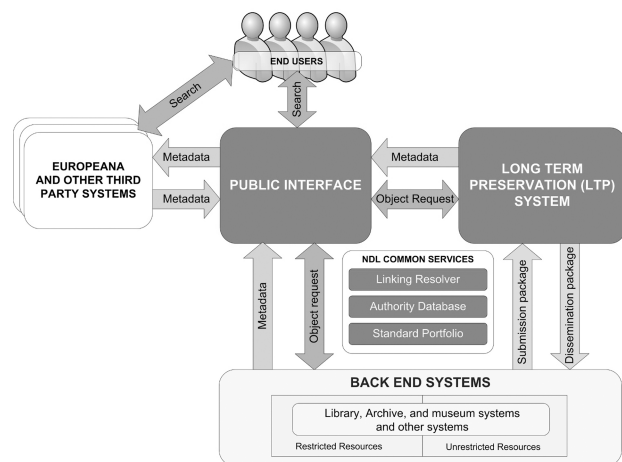 END USERS
Search
Search
EUROPEANA
AND OTHER THIRD
PARTY SYSTEMS
Metadata
Metadata
PUBLIC INTERFACE
Metadata
Object Request
LONG TERM
PRESERVATION (LTP)
SYSTEM
NDL COMMON SERVICES
Linking Resolver
Authority Database
Standard Portfolio
Metadata
Object request
Submission package
Dissemination package
BACK END SYSTEMS
Library, Archive, and museum systems
and other systems
Restricted Resources
Unrestricted Resources